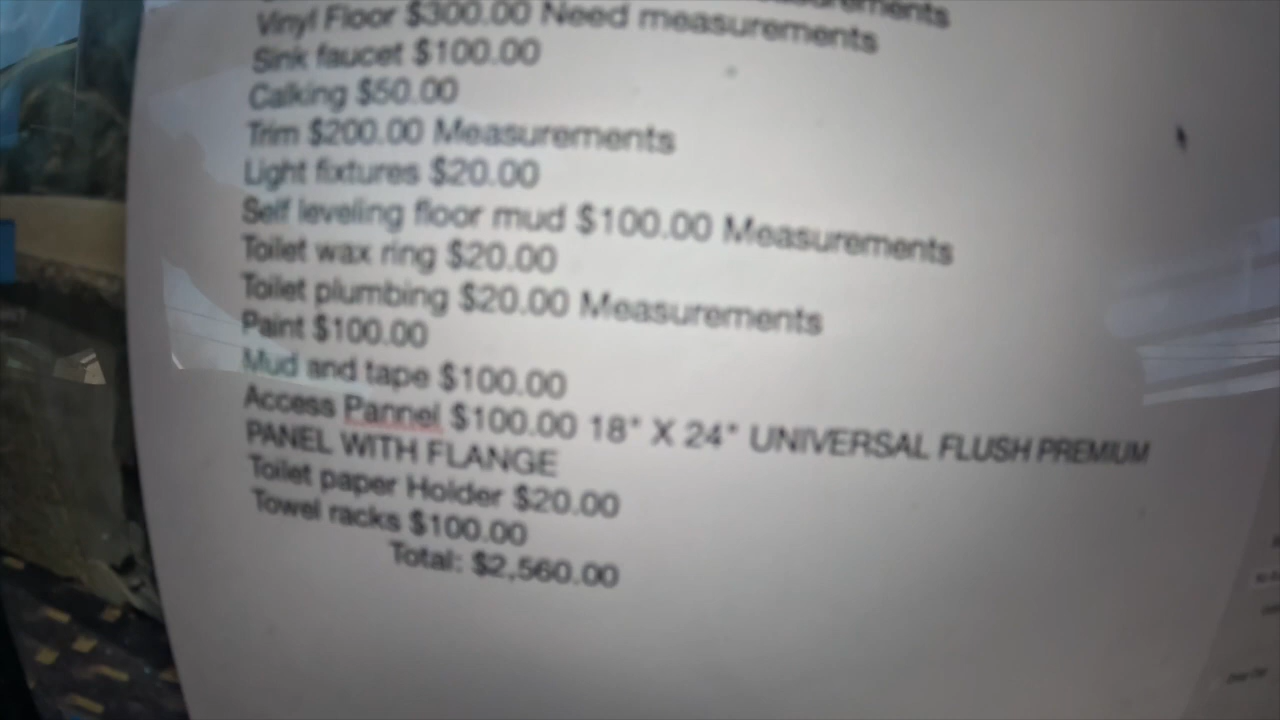 Vinyl Floor $300.00 Need measurements
Sink faucet $100.00
Calking $50.00
Trim $200.00 Measurements
Light fixtures $20.00
Self leveling floor mud $100.00 Measurements
Toilet wax ring $20.00
Toilet plumbing $20.00 Measurements
Paint $100.00
Mud and tape $100.00
Access Pannel $100.00 18" X 24" UNIVERSAL FLUSH PREMIUM
PANEL WITH FLANGE
Toilet paper Holder $20.00
Towel racks $100.00
Total: $2,560.00